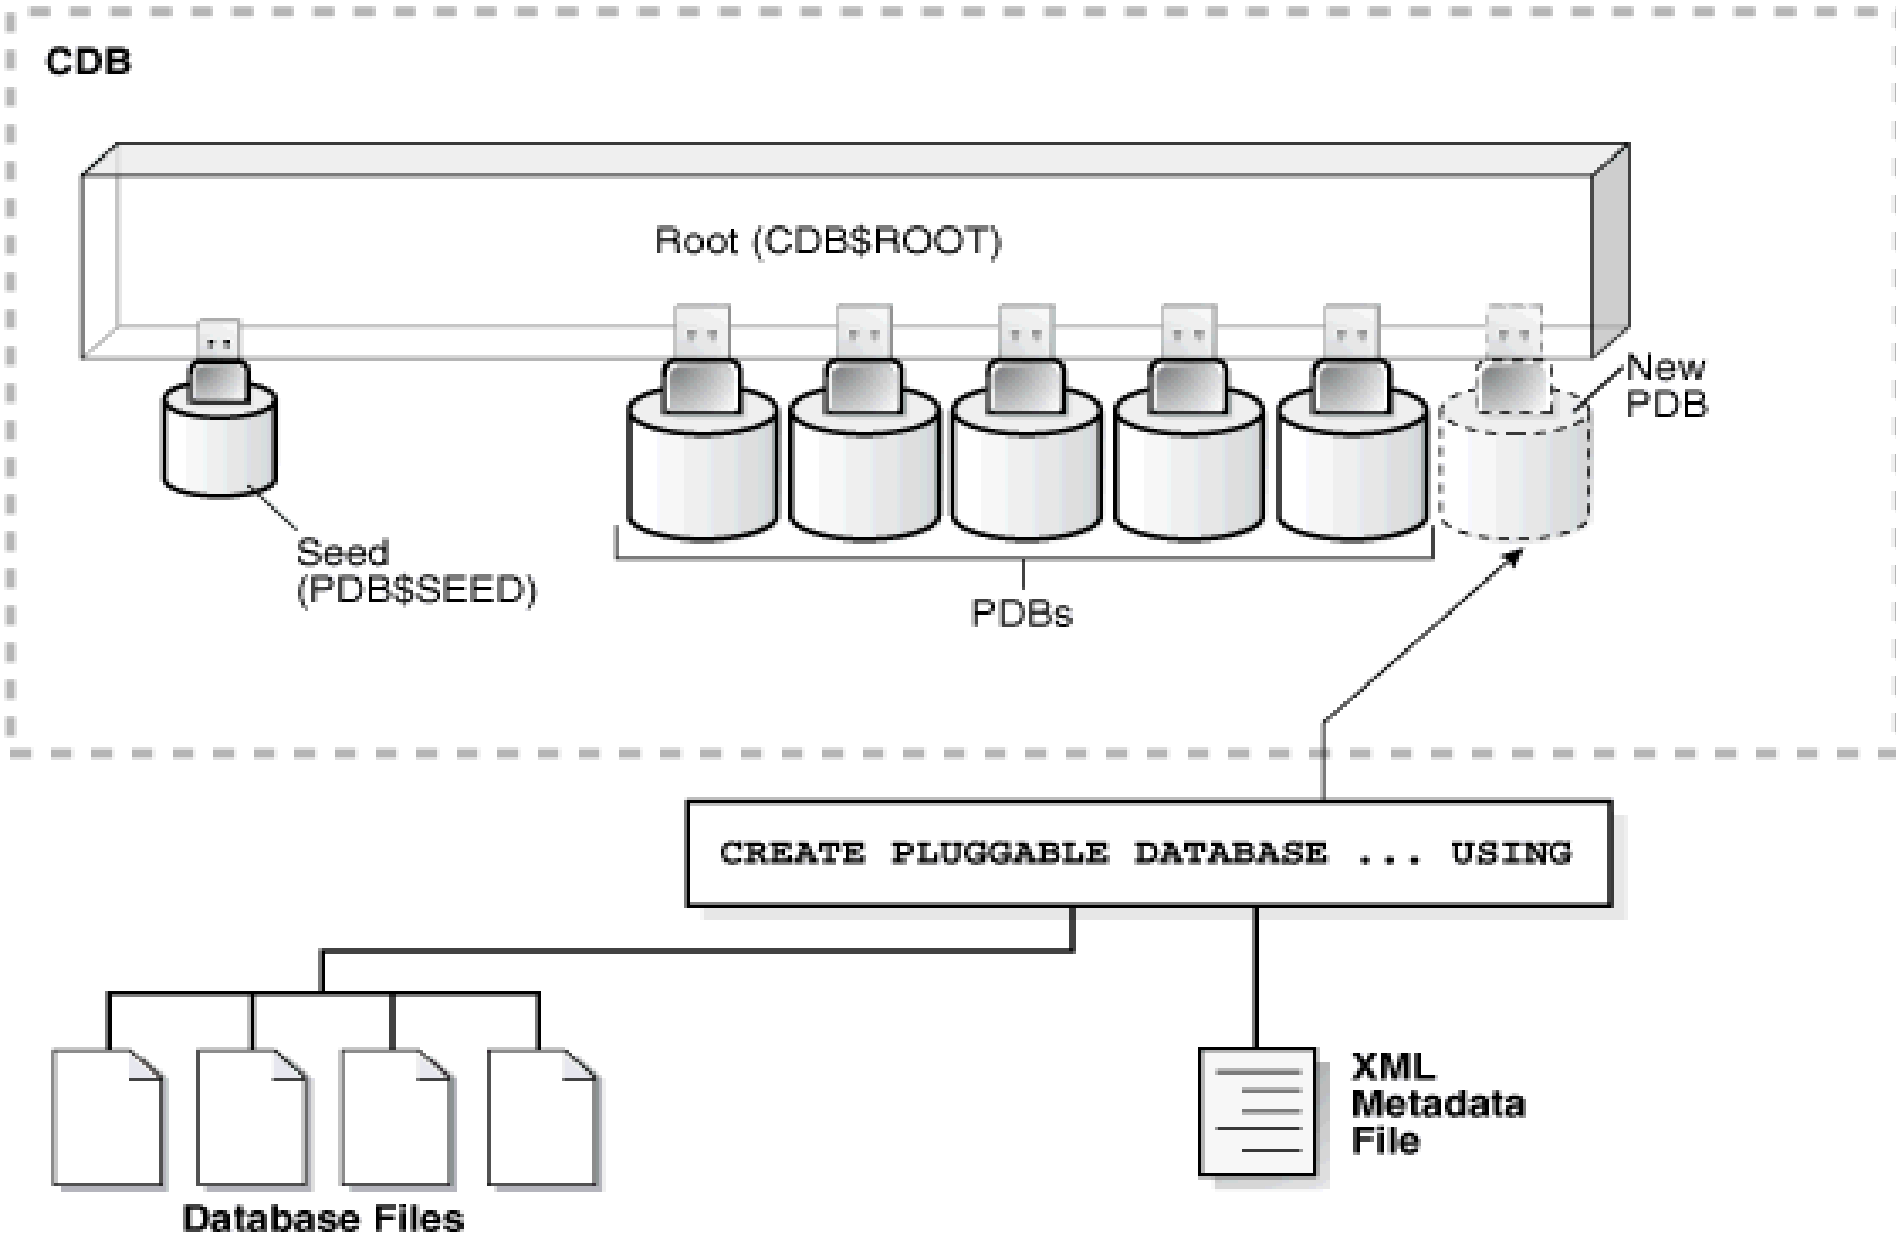 CDB
Root (CDB$ROOT)
New
PDB
Seed
(PDB$SEED)
PDBs
CREATE PLUGGABLE DATABASE ... USING
XML
Metadata
File
Database Files